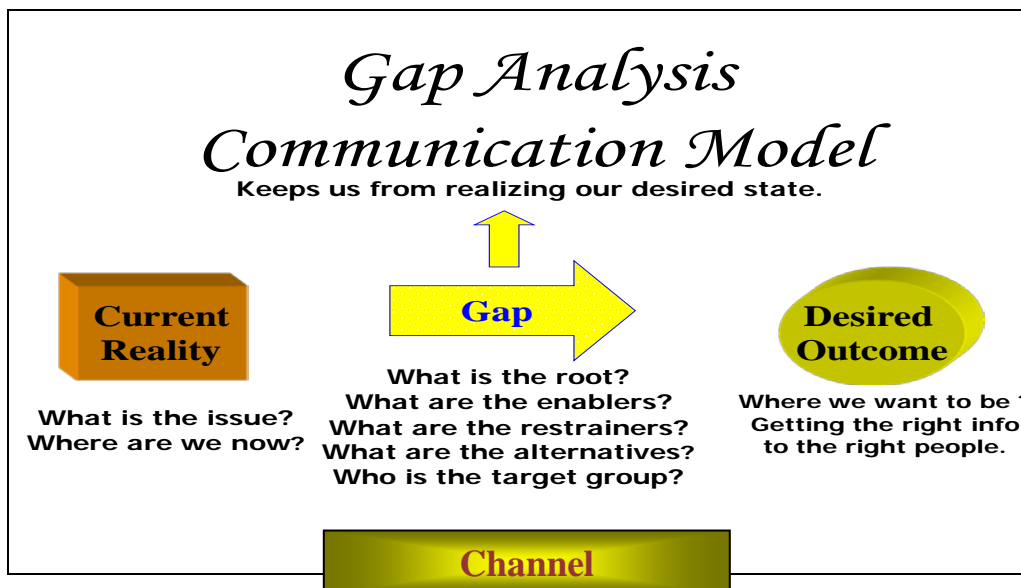 Gap Analysis
Communication Model
Keeps us from realizing our desired state.
Current
Reality
What is the issue?
Where are we now?
Gap
What is the root?
What are the enablers?
What are the restrainers?
What are the alternatives?
Who is the target group?
Desired
Outcome
Where we want to be ?
Getting the right info
to the right people.
Channel